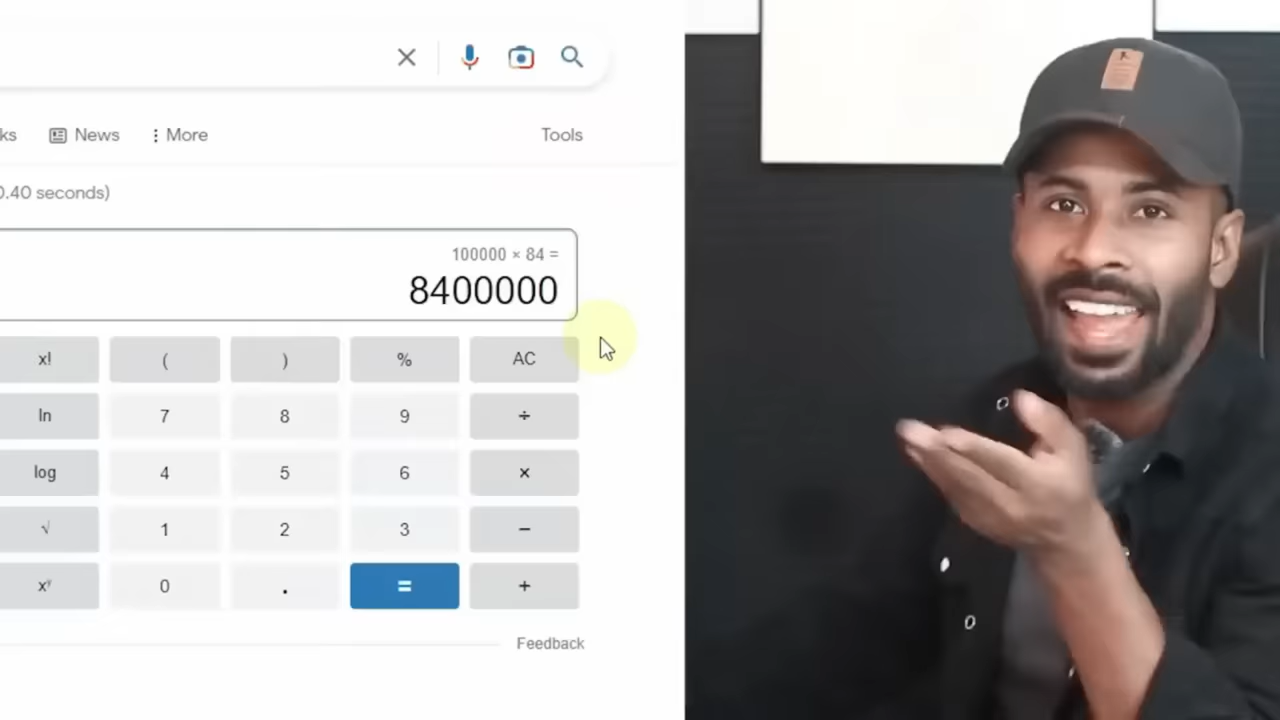 ks News More Tools
0.40 seconds)
100000 × 84 =
8400000
x! ( ) % AC
ln 7 8 9 ÷
log 4 5 6 ×
√ 1 2 3 −
xʸ 0 . = +
Feedback